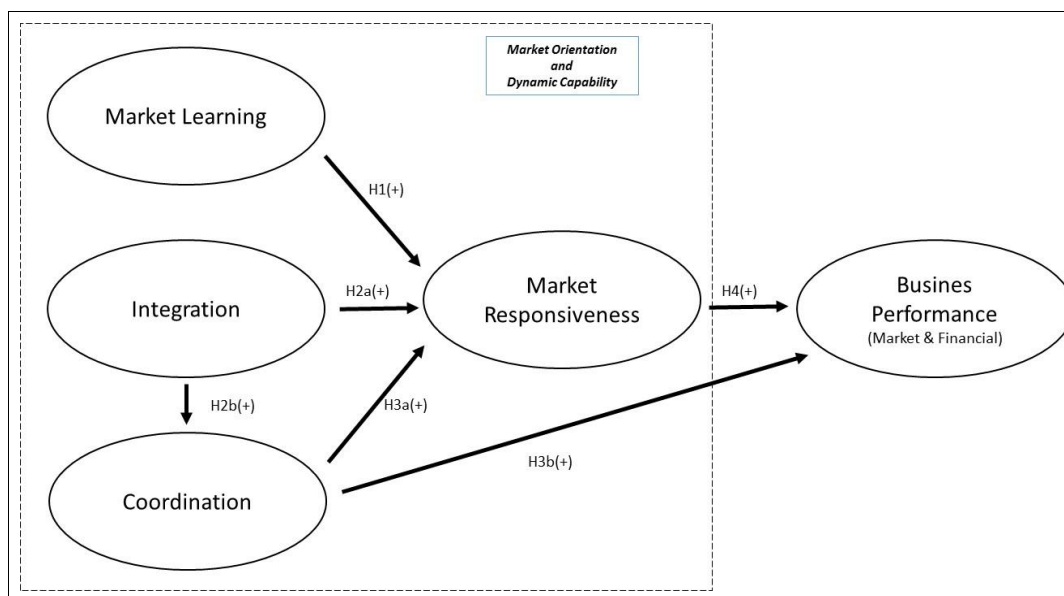 Market Orientation
and
Dynamic Capability
Market Learning
H1(+)
Integration
H2a(+)
Market
Responsiveness
H4(+)
Busines
Performance
(Market & Financial)
H2b(+)
H3a(+)
H3b(+)
Coordination